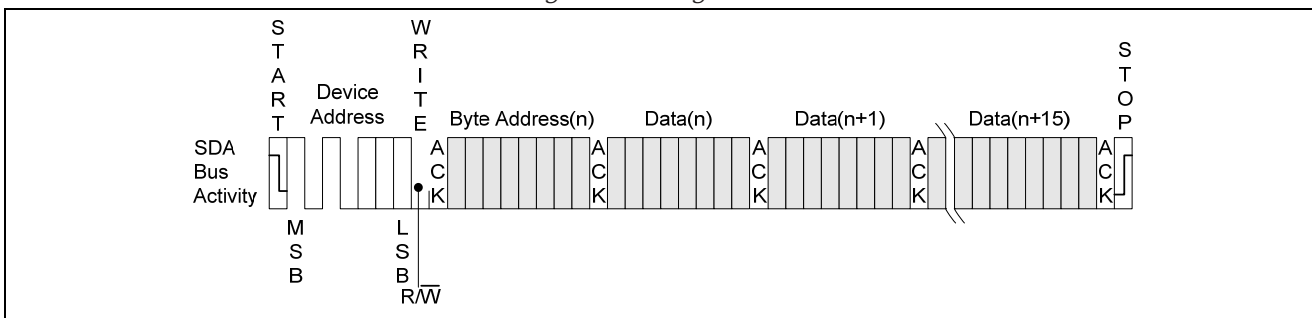 START
WRITE
STOP
Device
Address
Byte Address(n)
Data(n)
Data(n+1)
Data(n+15)
SDA
Bus
Activity
ACK
ACK
ACK
ACK
ACK
MSB
LSB
R/W̅